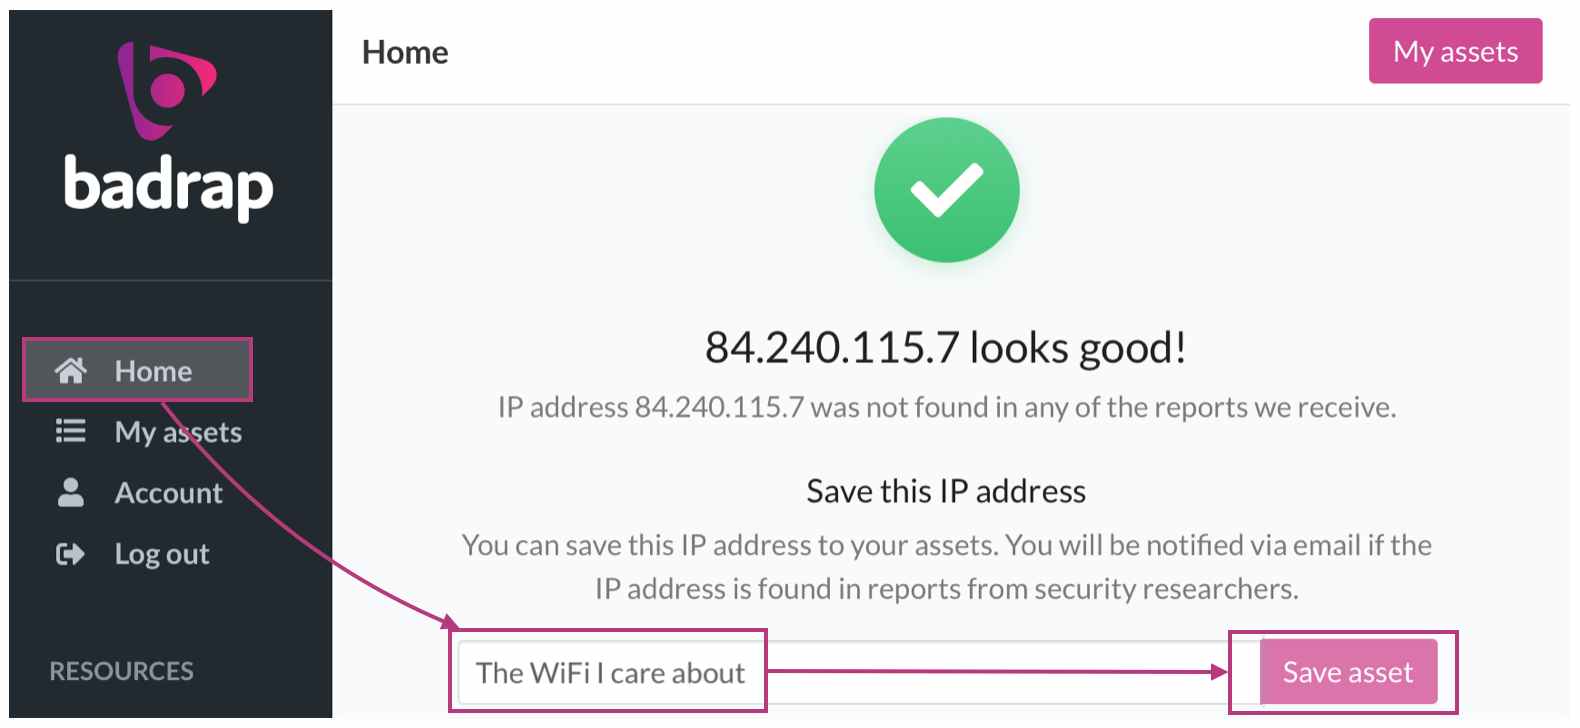 badrap
Home
My assets
Account
Log out
RESOURCES
Home
My assets
84.240.115.7 looks good!
IP address 84.240.115.7 was not found in any of the reports we receive.
Save this IP address
You can save this IP address to your assets. You will be notified via email if the
IP address is found in reports from security researchers.
The WiFi I care about
Save asset